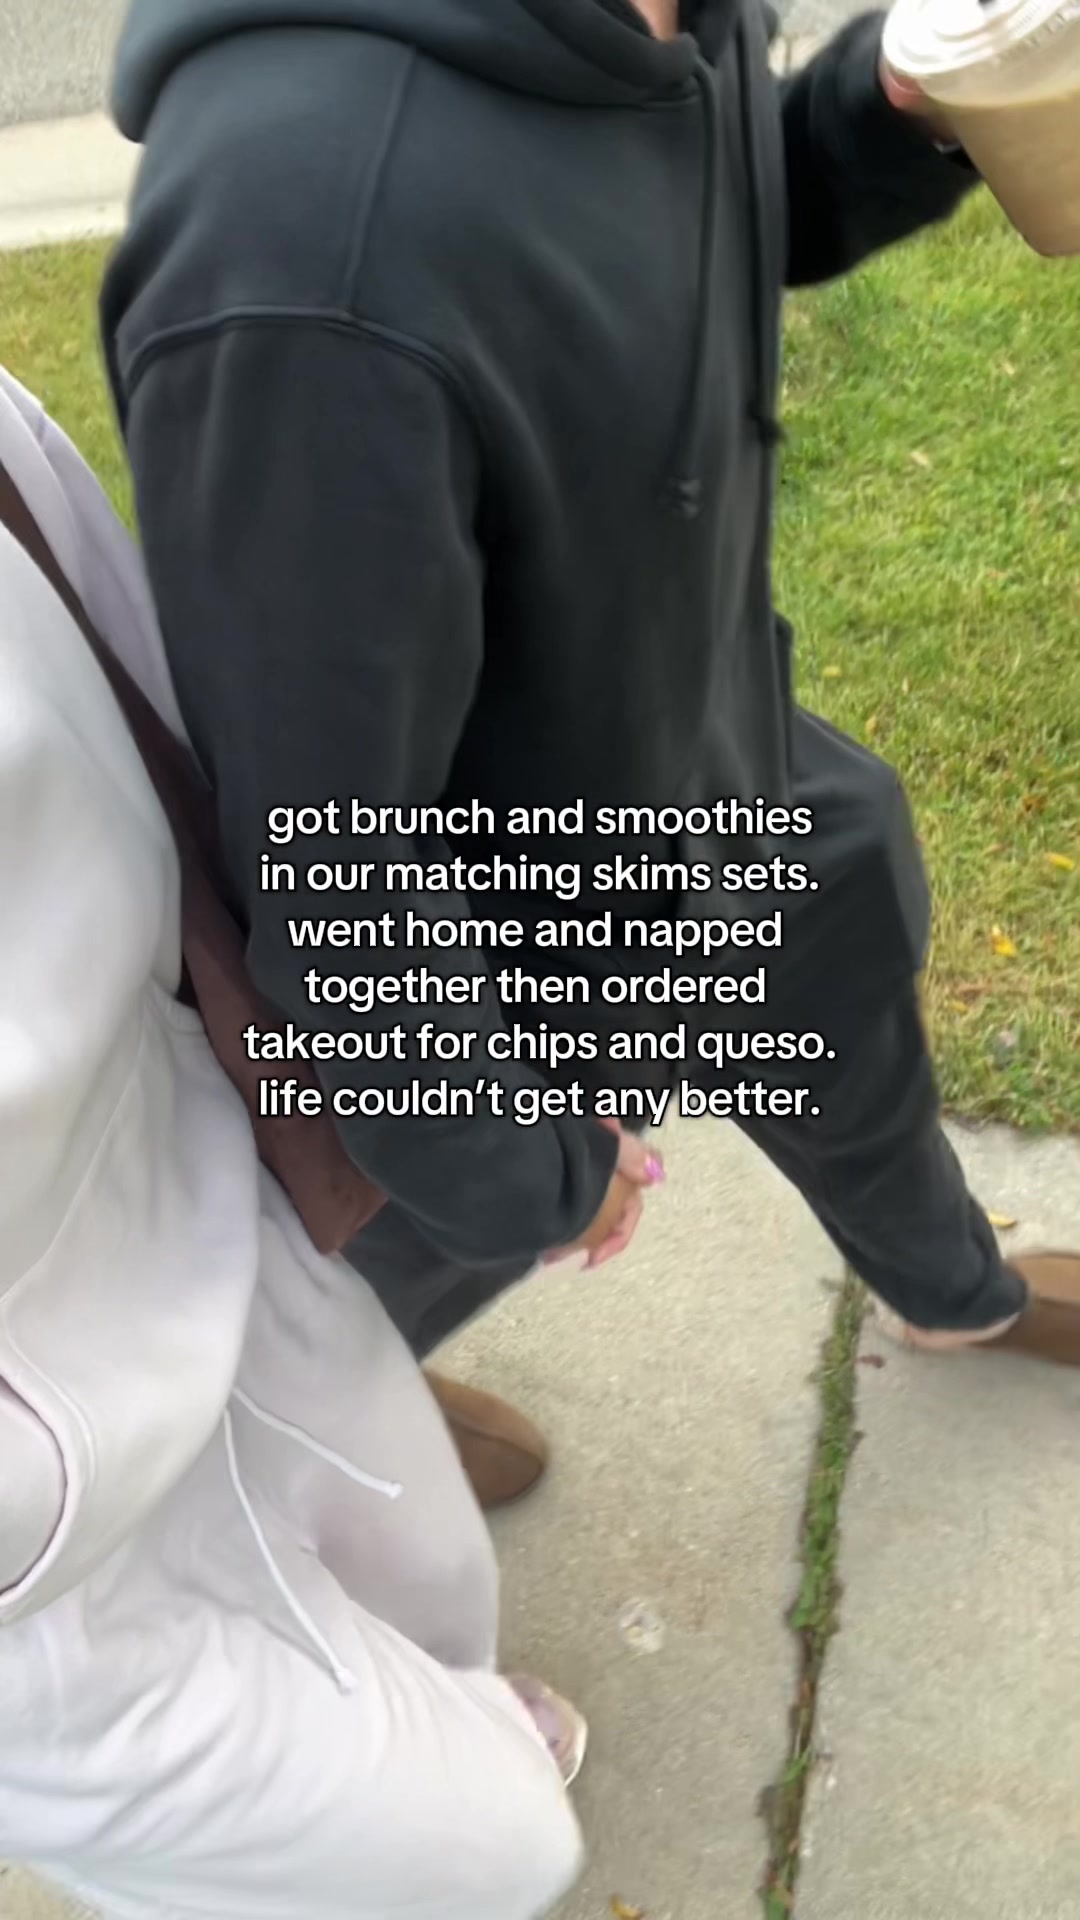 got brunch and smoothies
in our matching skims sets.
went home and napped
together then ordered
takeout for chips and queso.
life couldn’t get any better.